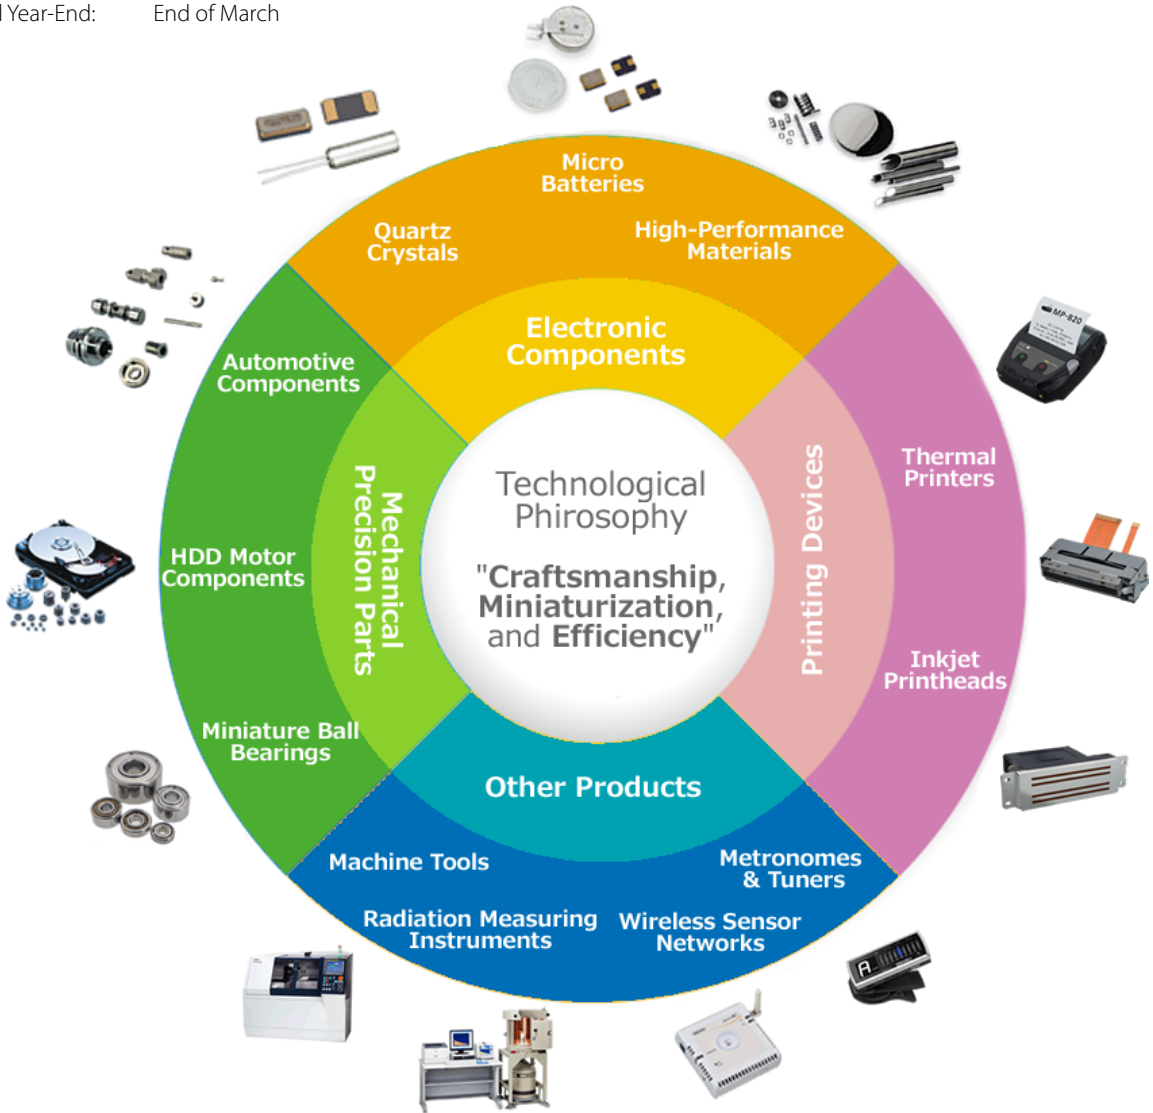 l Year-End: End of March
Micro
Batteries
Quartz
Crystals
High-Performance
Materials
Electronic
Components
Automotive
Components
HDD Motor
Components
Miniature Ball
Bearings
Mechanical
Precision Parts
Technological
Phirosophy
"Craftsmanship,
Miniaturization,
and Efficiency"
Printing Devices
Thermal
Printers
Inkjet
Printheads
Other Products
Machine Tools
Radiation Measuring
Instruments
Wireless Sensor
Networks
Metronomes
& Tuners
MP-B20
A